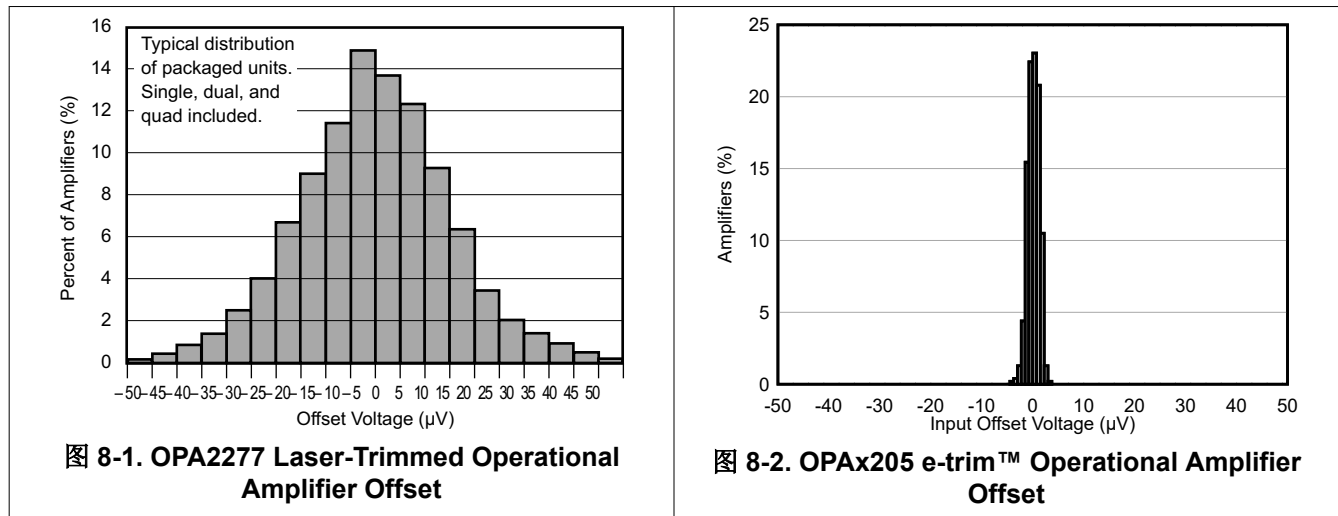 16
14
12
10
8
6
4
2
0
Percent of Amplifiers (%)
Typical distribution
of packaged units.
Single, dual, and
quad included.
–50–45–40–35–30–25–20–15–10–5 0 5 10 15 20 25 30 35 40 45 50
Offset Voltage (µV)
图 8-1. OPA2277 Laser-Trimmed Operational
Amplifier Offset
25
20
15
10
5
0
Amplifiers (%)
-50 -40 -30 -20 -10 0 10 20 30 40 50
Input Offset Voltage (µV)
图 8-2. OPAx205 e-trim™ Operational Amplifier
Offset